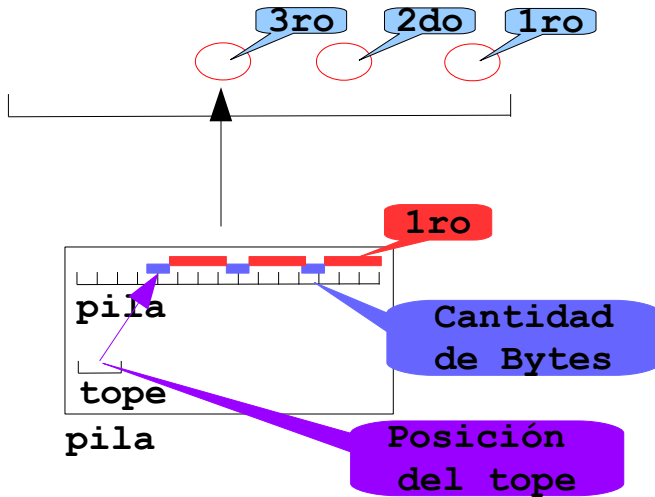 3ro
2do
1ro
1ro
pila
Cantidad
de Bytes
tope
pila
Posición
del tope